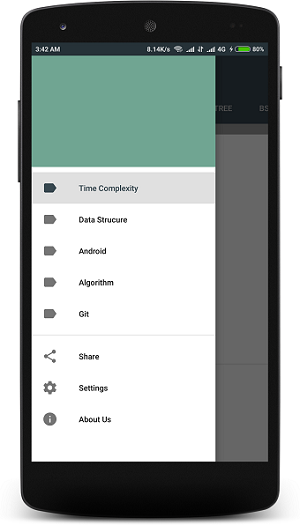 3:42 AM 8.14K/s 4G 80%
TREE BS
Time Complexity
Data Strucure
Android
Algorithm
Git
Share
Settings
About Us